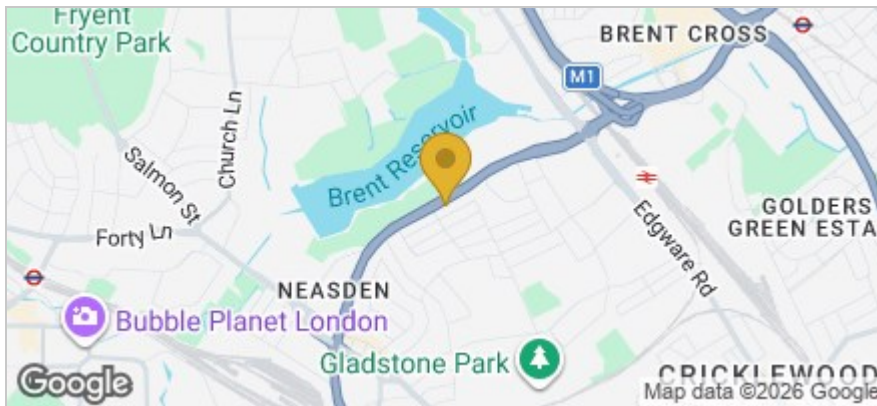 Fryent
Country Park
BRENT CROSS
M1
Church Ln
Salmon St
Brent Reservoir
Forty Ln
Edgware Rd
GOLDERS
GREEN ESTA
NEASDEN
Bubble Planet London
Gladstone Park
CRICKLEWOOD
Google
Map data ©2026 Google